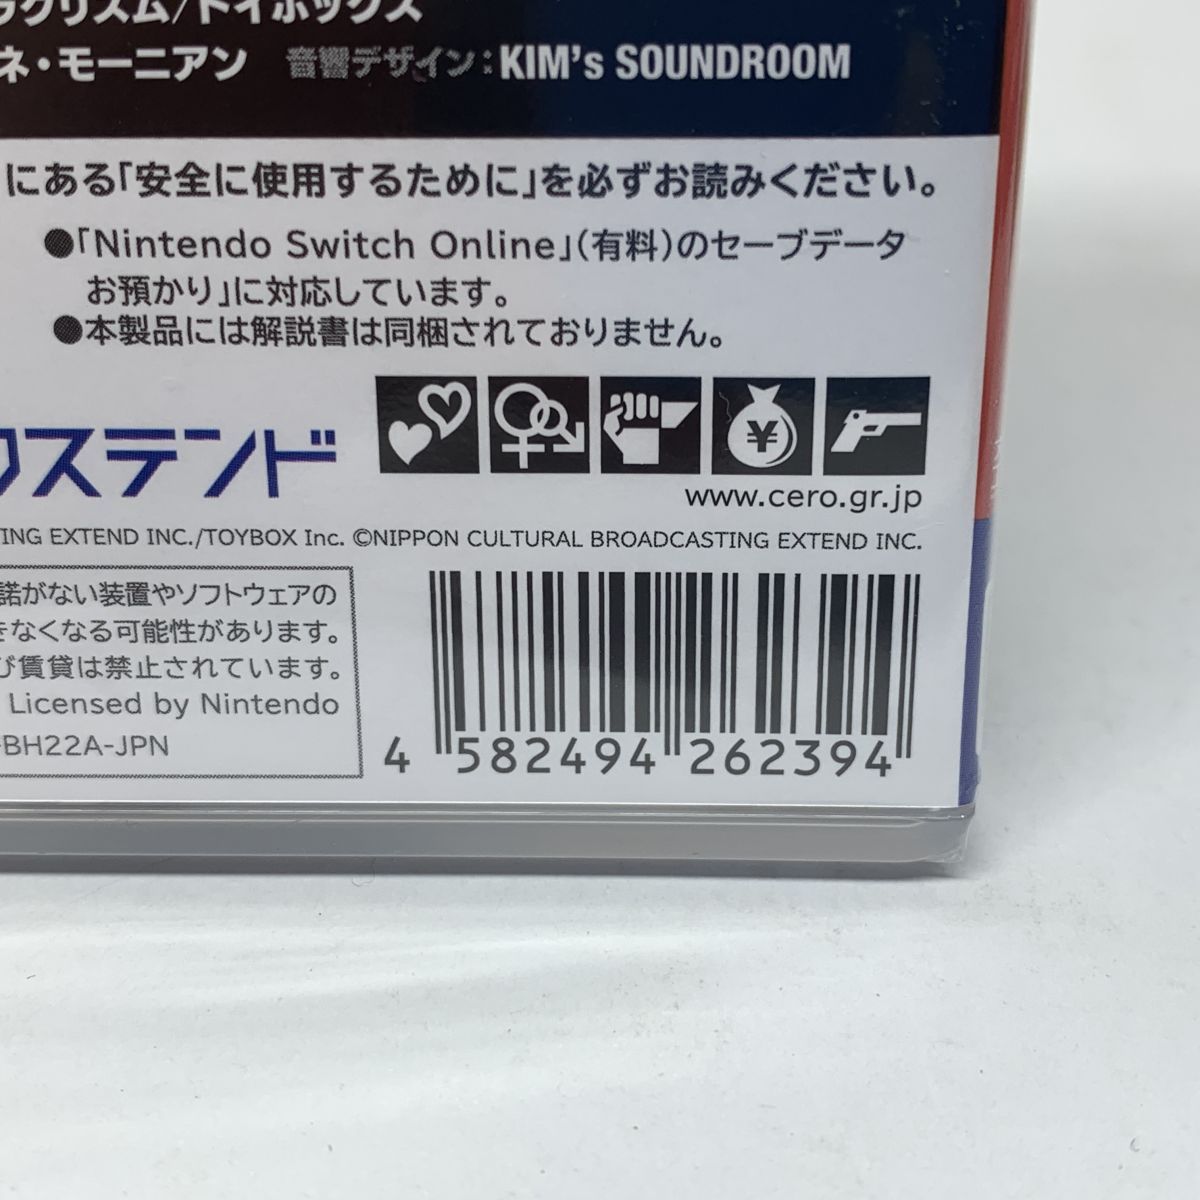 ラクリズム/トイボックス
ネ・モーニアン 音響デザイン:KIM's SOUNDROOM
にある「安全に使用するために」を必ずお読みください。
●「Nintendo Switch Online」(有料)のセーブデータ
お預かり」に対応しています。
●本製品には解説書は同梱されておりません。
クステンド
www.cero.gr.jp
TING EXTEND INC./TOYBOX Inc. ©NIPPON CULTURAL BROADCASTING EXTEND INC.
諾がない装置やソフトウェアの
きなくなる可能性があります。
び賃貸は禁止されています。
Licensed by Nintendo
-BH22A-JPN
4 582494 262394